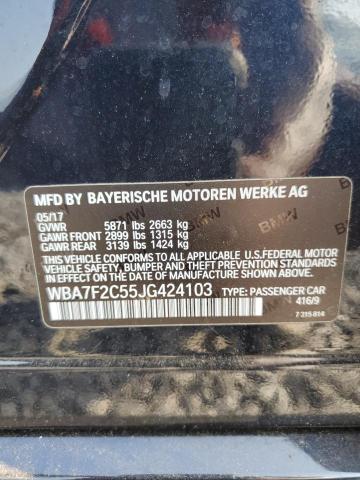 MFD BY BAYERISCHE MOTOREN WERKE AG
05/17
GVWR 5871 lbs 2663 kg
GAWR FRONT 2899 lbs 1315 kg
GAWR REAR 3139 lbs 1424 kg
THIS VEHICLE CONFORMS TO ALL APPLICABLE U.S. FEDERAL MOTOR
VEHICLE SAFETY, BUMPER, AND THEFT PREVENTION STANDARDS IN
EFFECT ON THE DATE OF MANUFACTURE SHOWN ABOVE.
WBA7F2C55JG424103 TYPE: PASSENGER CAR
416/9
7 215 814